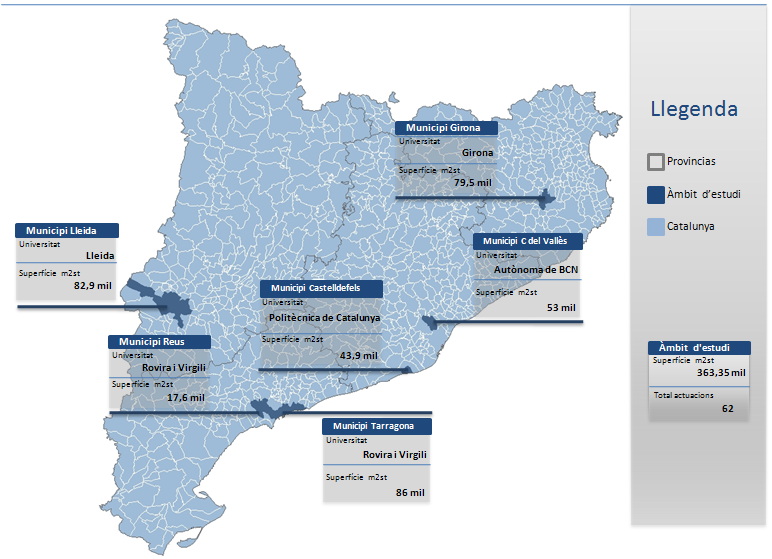 Llegenda
Provincias
Àmbit d'estudi
Catalunya
Municipi Girona
Universitat
Girona
Superfície m2st
79,5 mil
Municipi Lleida
Universitat
Lleida
Superfície m2st
82,9 mil
Municipi C del Vallès
Universitat
Autònoma de BCN
Superfície m2st
53 mil
Municipi Castelldefels
Universitat
Politècnica de Catalunya
Superfície m2st
43,9 mil
Municipi Reus
Universitat
Rovira i Virgili
Superfície m2st
17,6 mil
Municipi Tarragona
Universitat
Rovira i Virgili
Superfície m2st
86 mil
Àmbit d'estudi
Superfície m2st
363,35 mil
Total actuacions
62